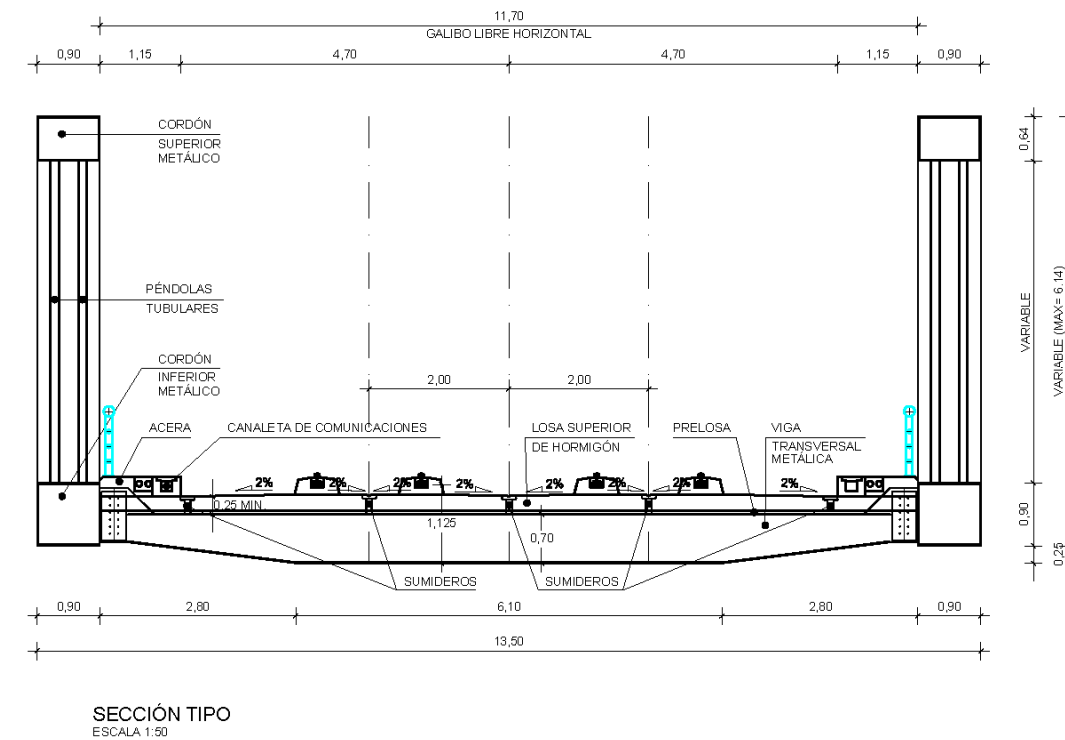 11,70
GALIBO LIBRE HORIZONTAL
0,90 1,15 4,70 4,70 1,15 0,90
CORDÓN
SUPERIOR
METÁLICO
0,64
PÉNDOLAS
TUBULARES
VARIABLE
VARIABLE (MAX= 6.14)
CORDÓN
INFERIOR
METÁLICO
2,00 2,00
ACERA
CANALETA DE COMUNICACIONES
LOSA SUPERIOR
DE HORMIGÓN
PRELOSA
VIGA
TRANSVERSAL
METÁLICA
2% 2% 2% 2% 2% 2% 2% 2%
0.25 MIN.
1,125
0,70
0,90
0,25
SUMIDEROS SUMIDEROS
0,90 2,80 6,10 2,80 0,90
13,50
SECCIÓN TIPO
ESCALA 1:50